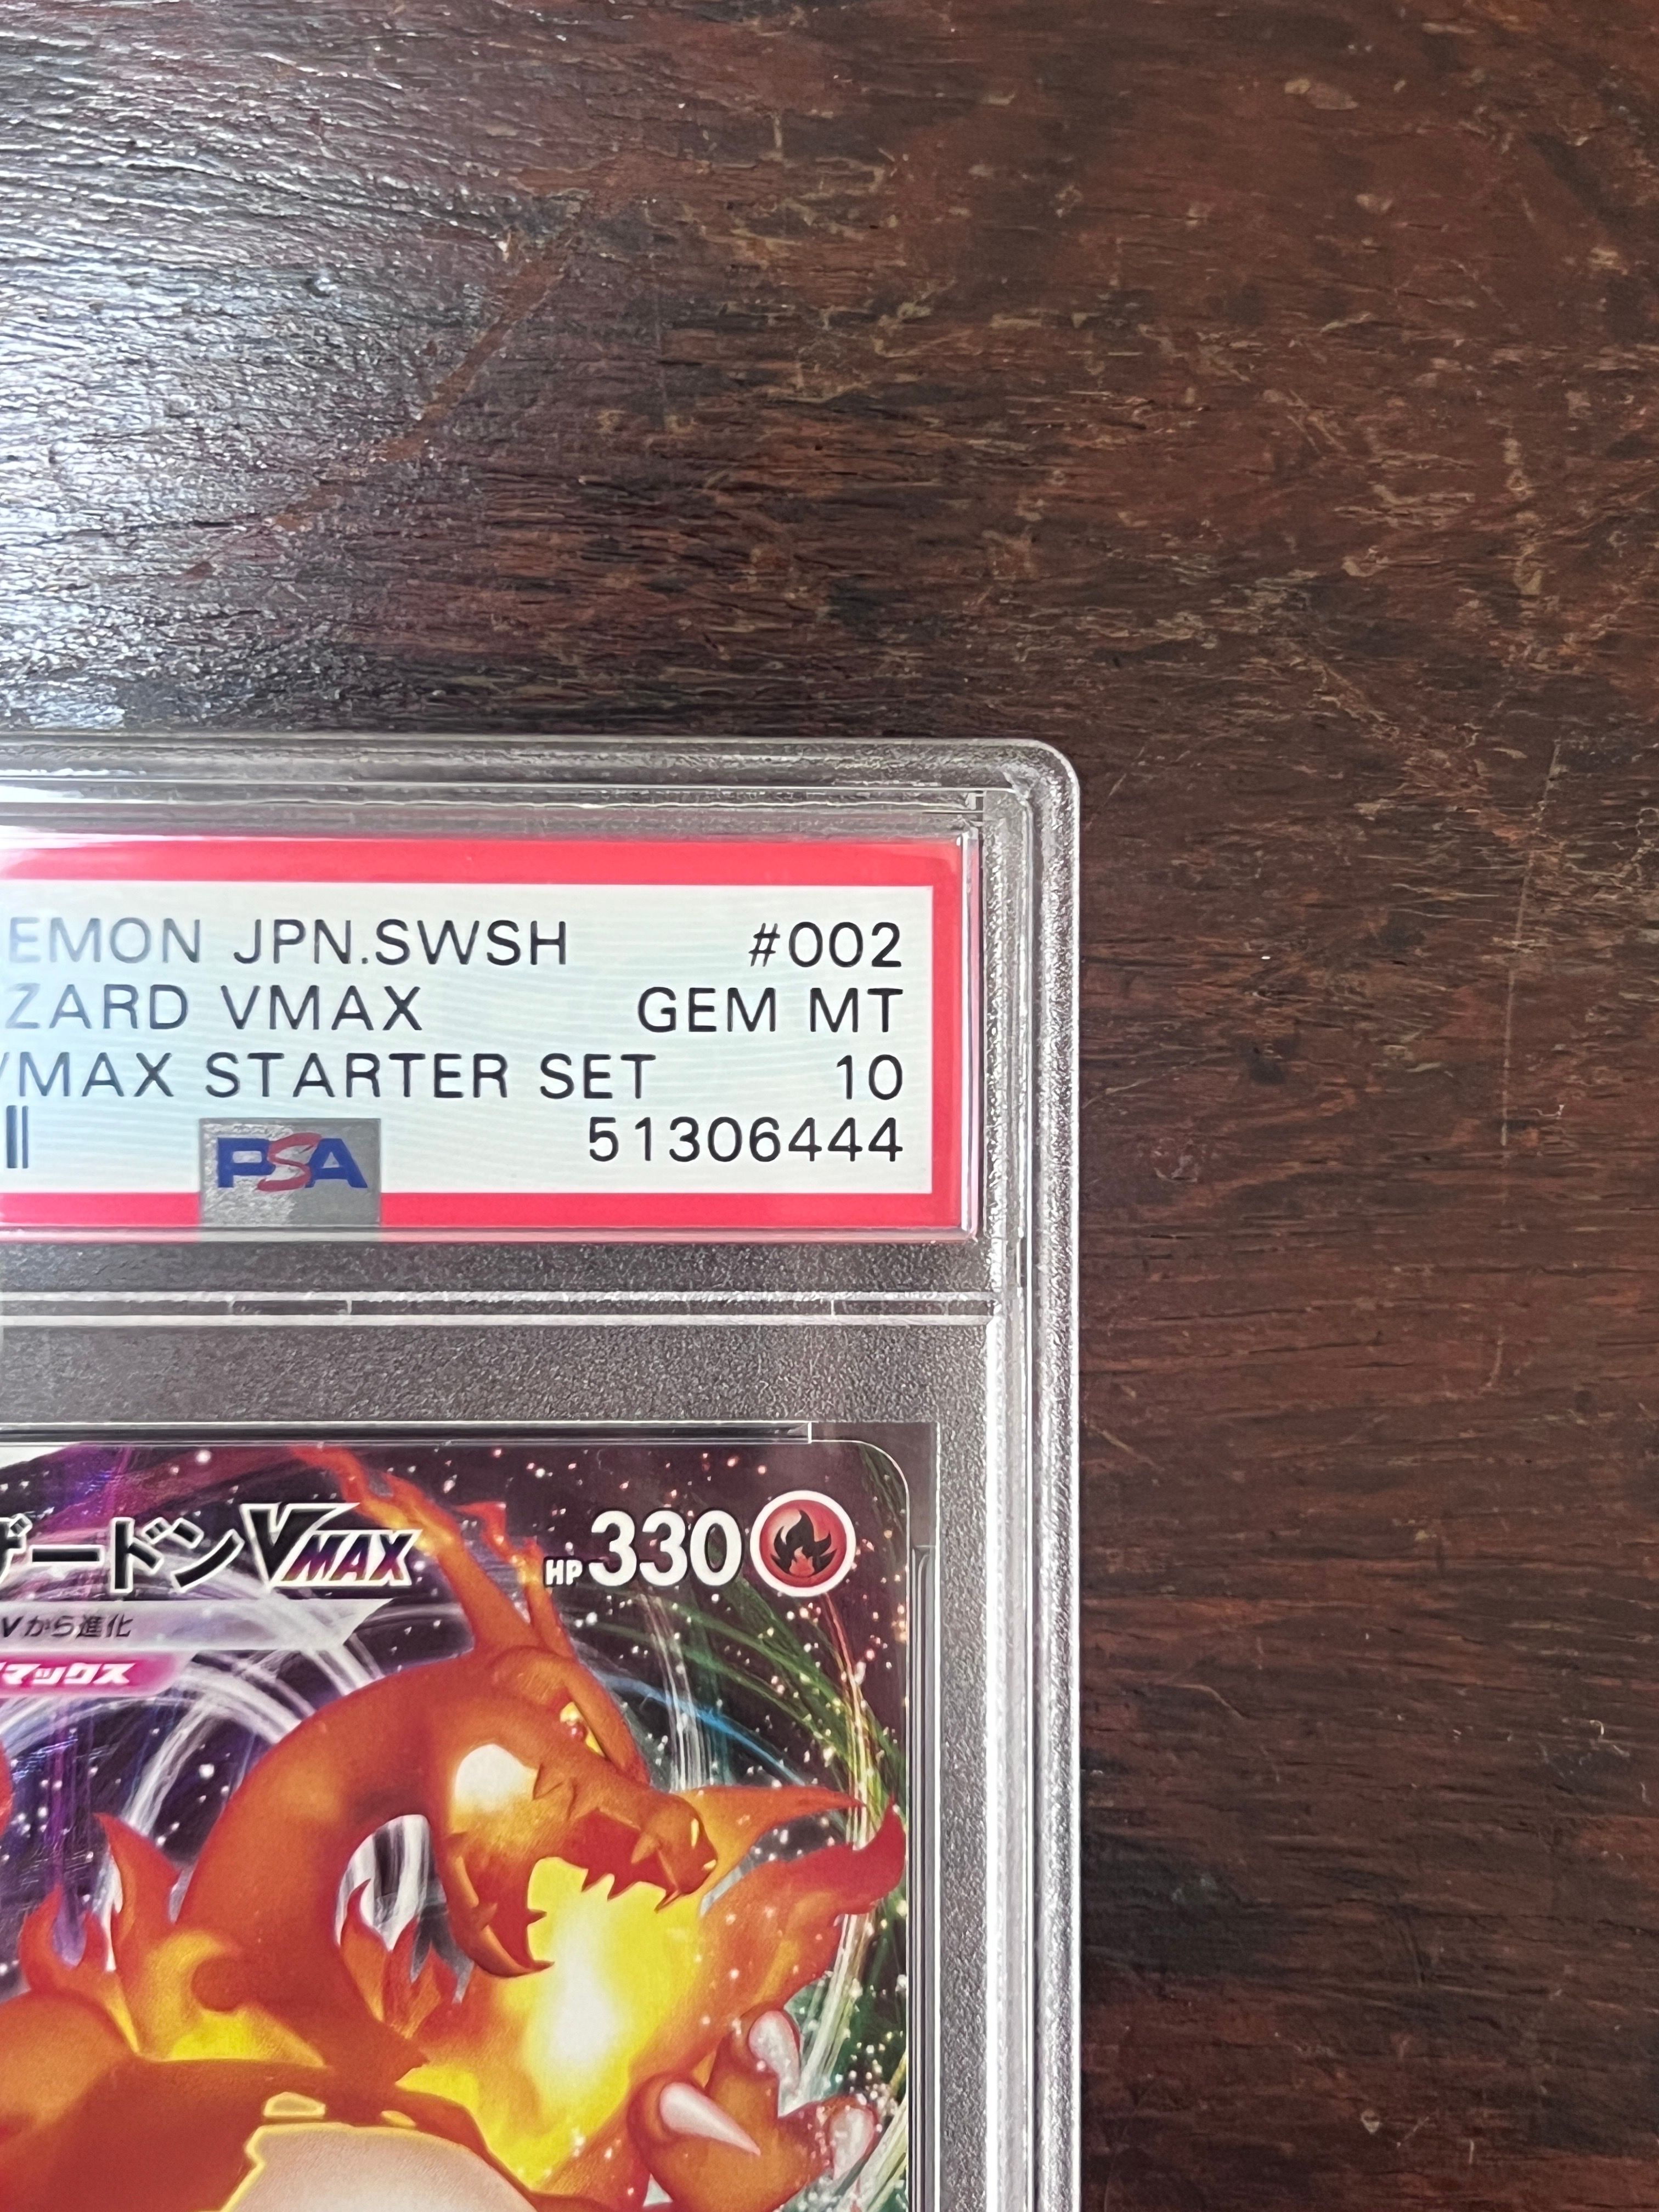 EMON JPN.SWSH #002
ZARD VMAX GEM MT
VMAX STARTER SET 10
PSA 51306444
ザードンVMAX HP330
Vから進化
マックス